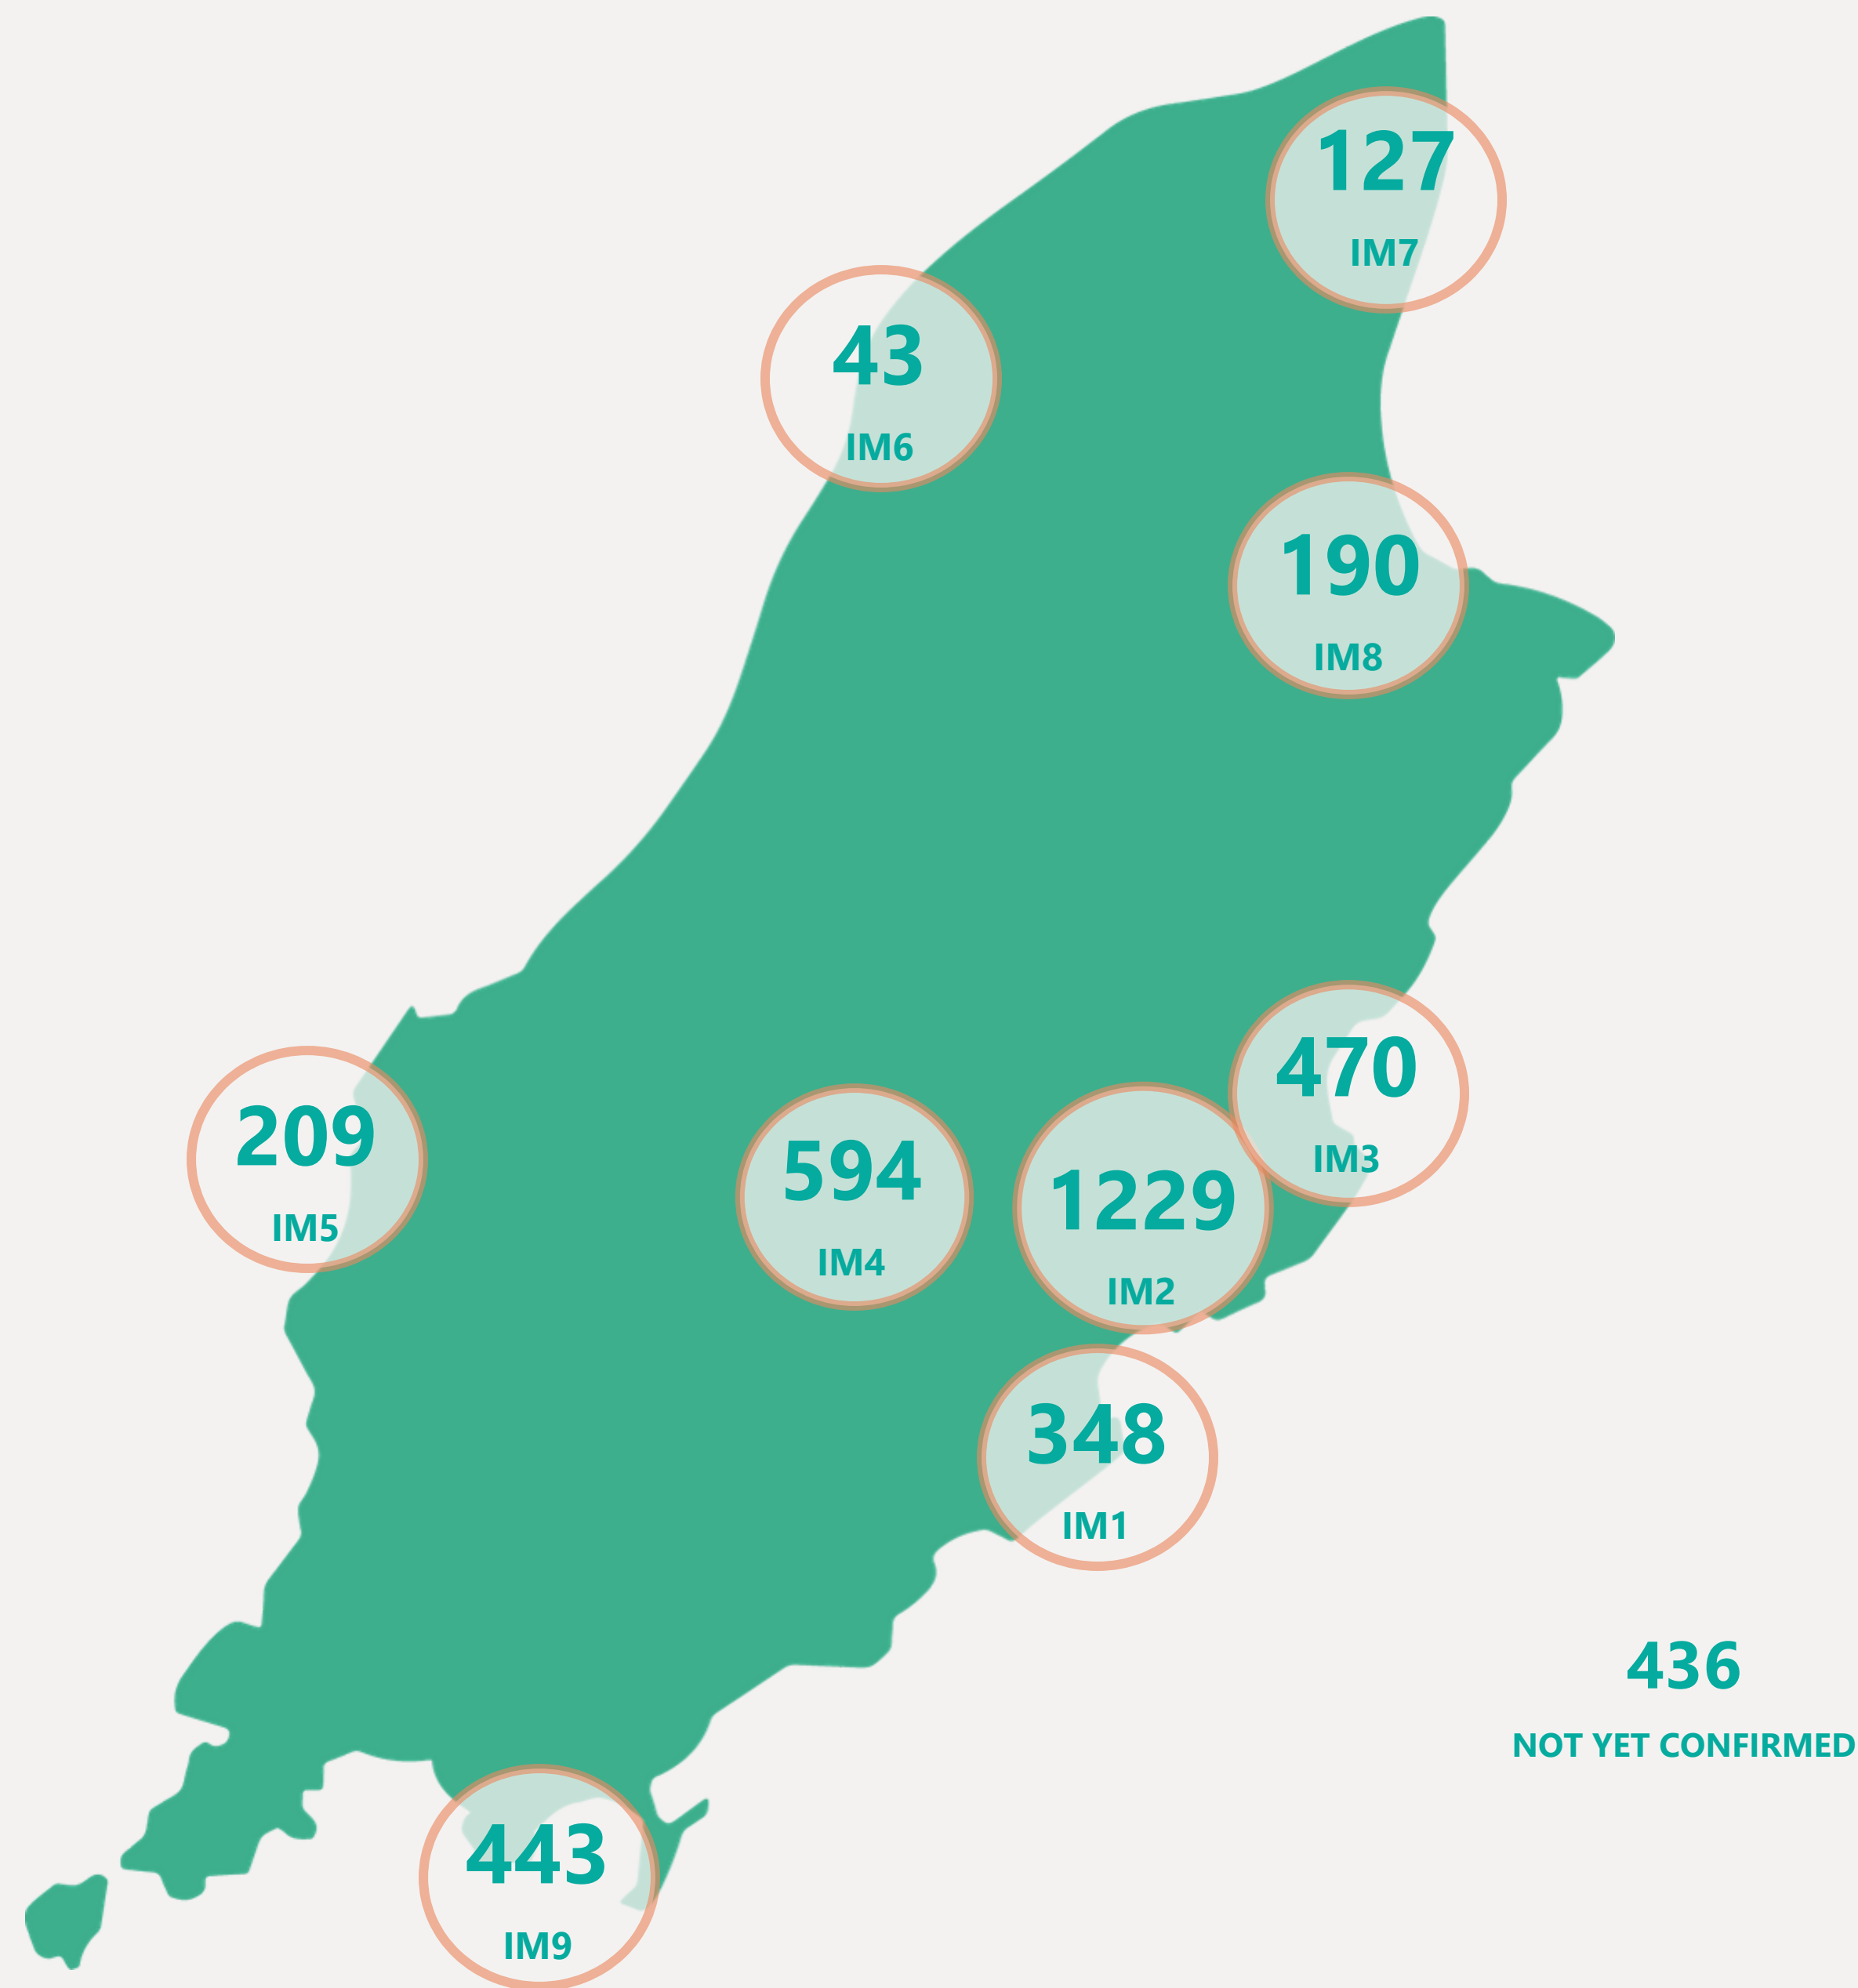 127
IM7
43
IM6
190
IM8
470
IM3
209
IM5
594
IM4
1229
IM2
348
IM1
436
NOT YET CONFIRMED
443
IM9